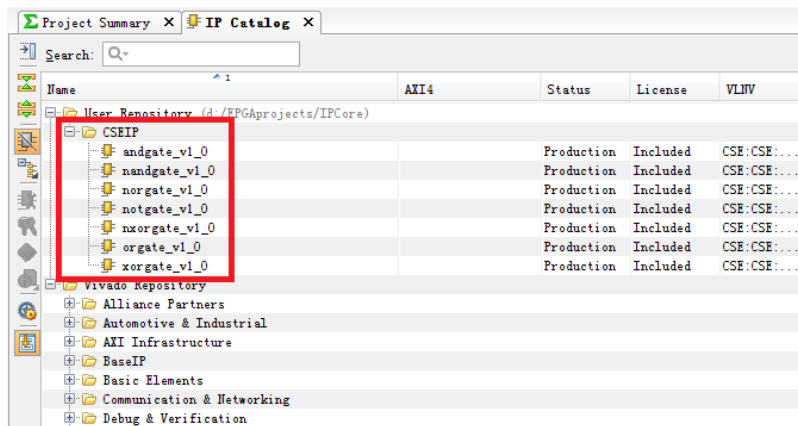 Project Summary × IP Catalog ×
Search:
Name 1 AXI4 Status License VLNV
User Repository (d:/FPGAprojects/IPCore)
CSEIP
andgate_v1_0 Production Included CSE:CSE:...
nandgate_v1_0 Production Included CSE:CSE:...
norgate_v1_0 Production Included CSE:CSE:...
notgate_v1_0 Production Included CSE:CSE:...
nxorgate_v1_0 Production Included CSE:CSE:...
orgate_v1_0 Production Included CSE:CSE:...
xorgate_v1_0 Production Included CSE:CSE:...
Vivado Repository
Alliance Partners
Automotive & Industrial
AXI Infrastructure
BaseIP
Basic Elements
Communication & Networking
Debug & Verification